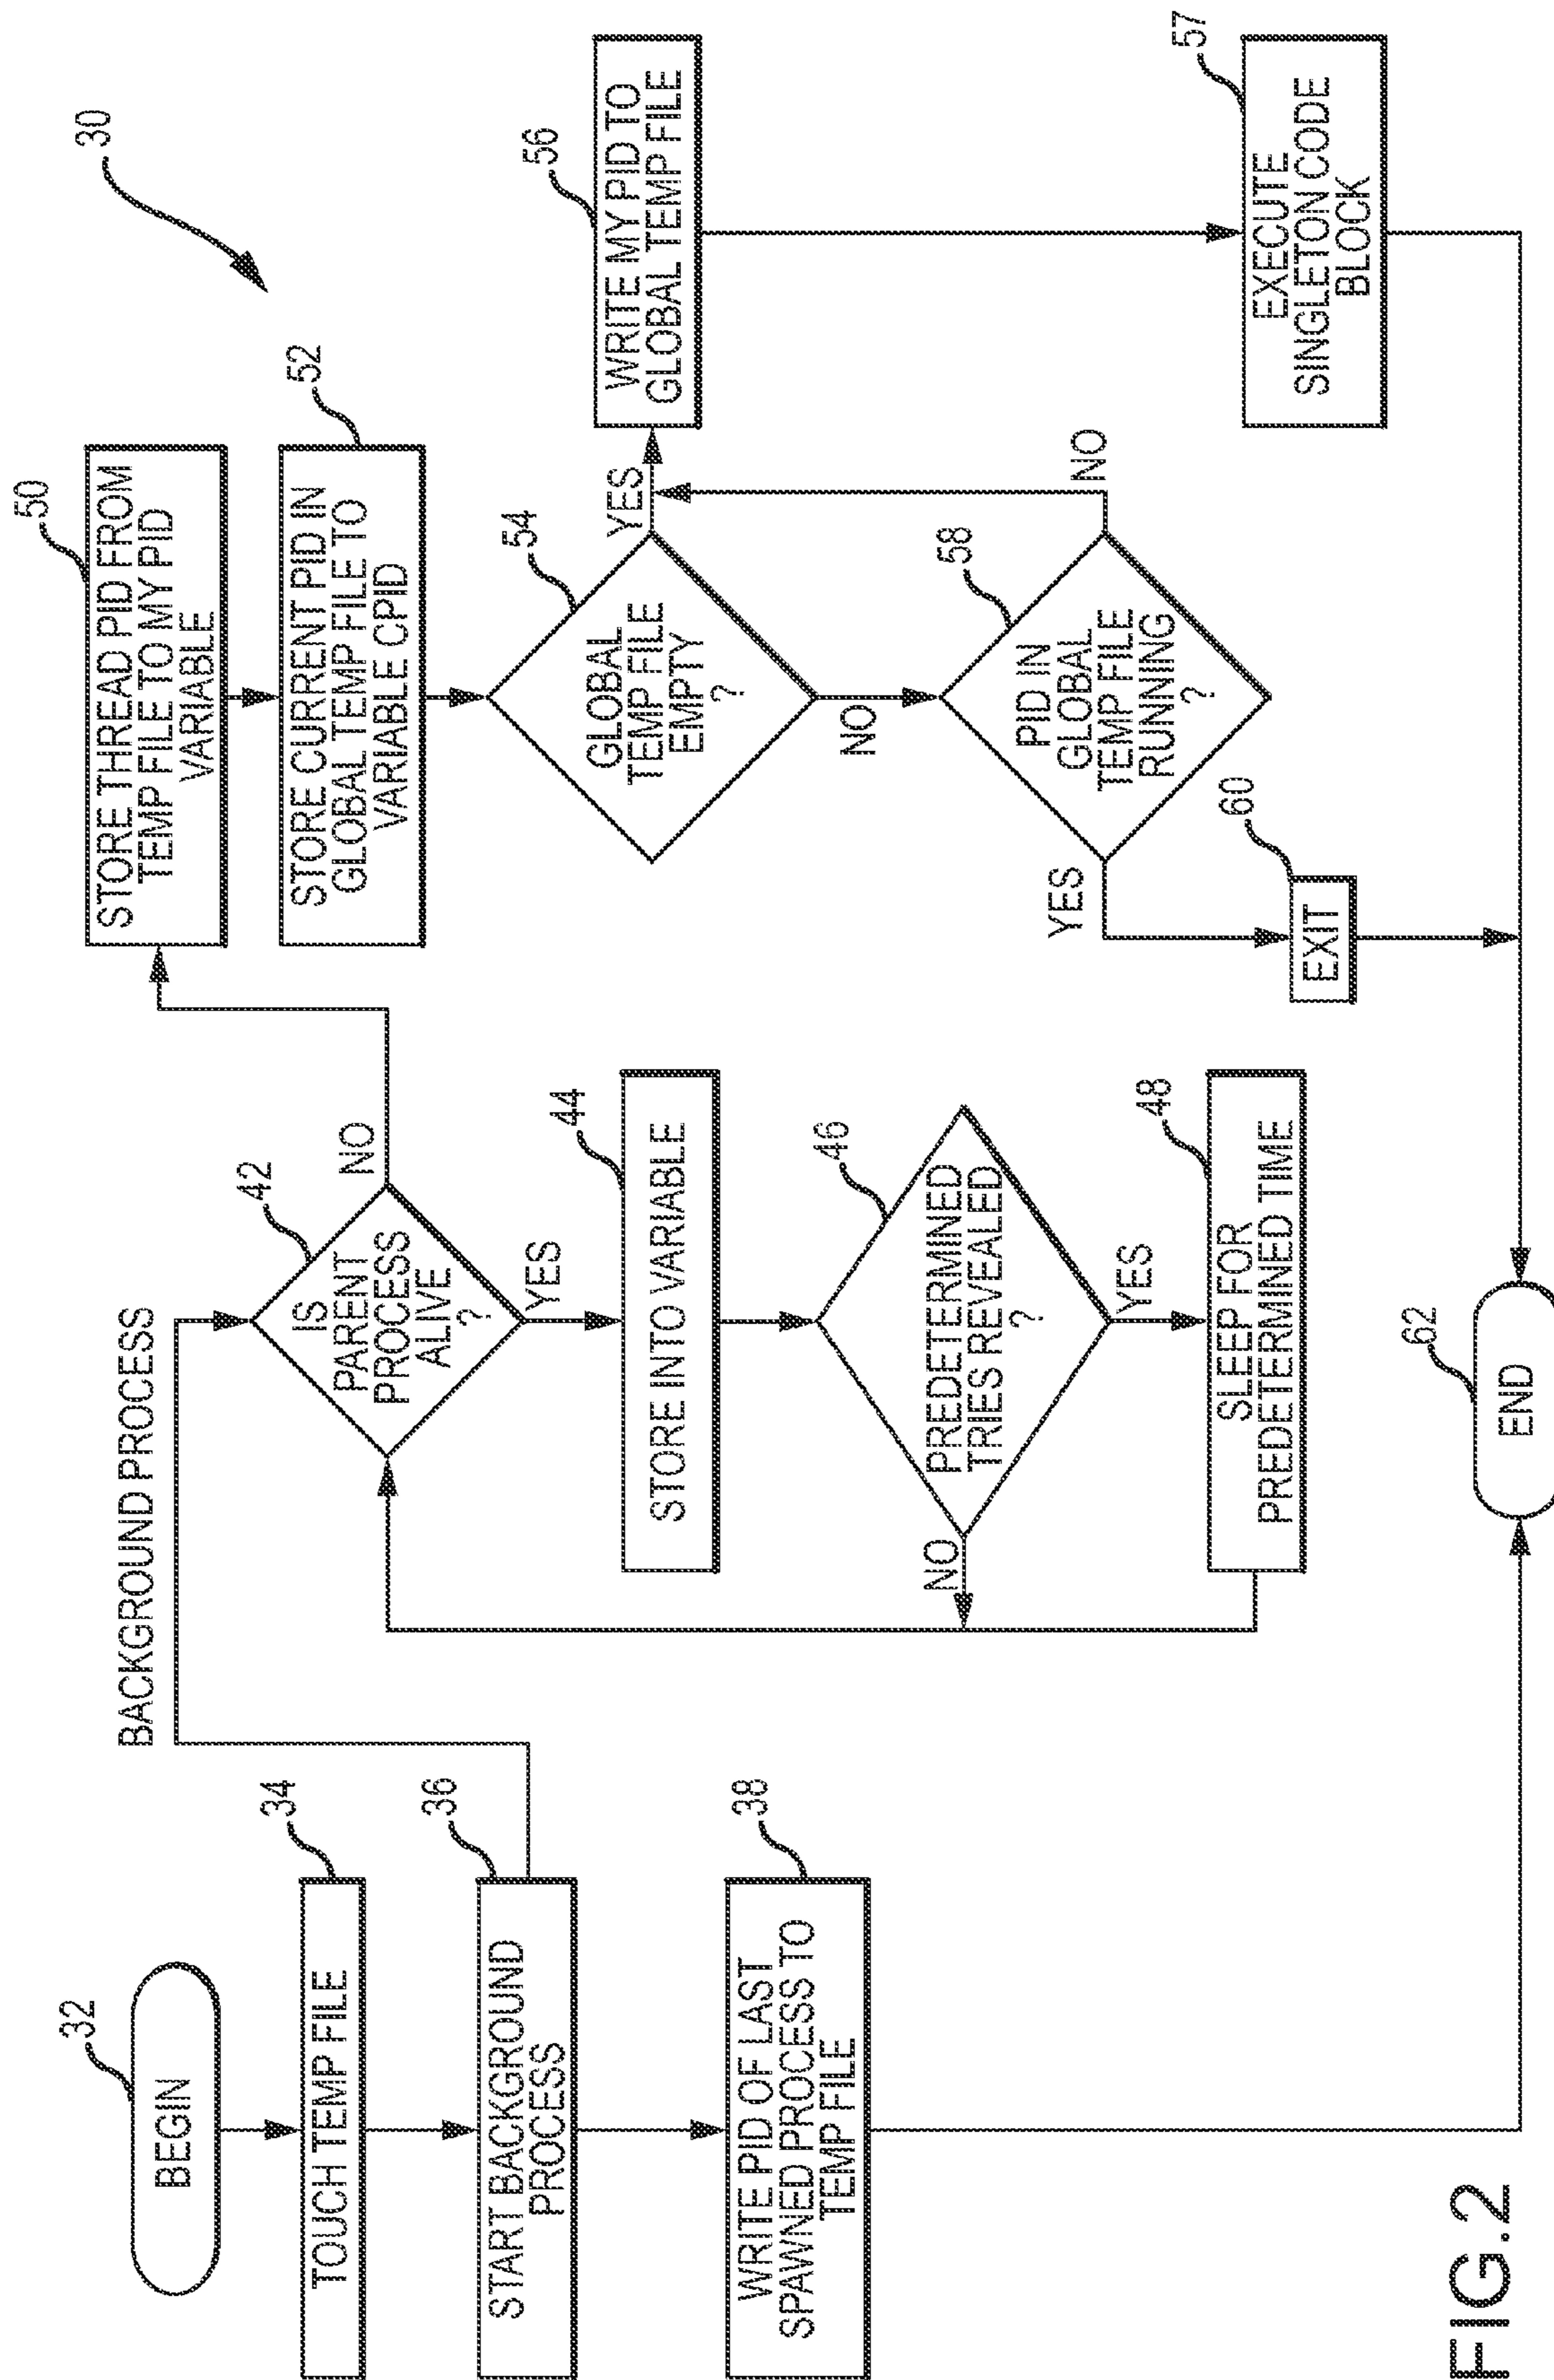 30
32
BEGIN
34
TOUCH TEMP FILE
36
START BACKGROUND
PROCESS
38
WRITE PID OF LAST
SPAWNED PROCESS TO
TEMP FILE
BACKGROUND PROCESS
42
IS
PARENT
PROCESS
ALIVE
?
NO
YES
44
STORE INTO VARIABLE
46
PREDETERMINED
TRIES REVEALED
?
NO
YES
48
SLEEP FOR
PREDETERMINED TIME
50
STORE THREAD PID FROM
TEMP FILE TO MY PID
VARIABLE
52
STORE CURRENT PID IN
GLOBAL TEMP FILE TO
VARIABLE CPID
54
GLOBAL
TEMP FILE
EMPTY
?
YES
NO
56
WRITE MY PID TO
GLOBAL TEMP FILE
58
PID IN
GLOBAL
TEMP FILE
RUNNING
?
NO
YES
60
EXIT
57
EXECUTE
SINGLETON CODE
BLOCK
62
END
FIG.2